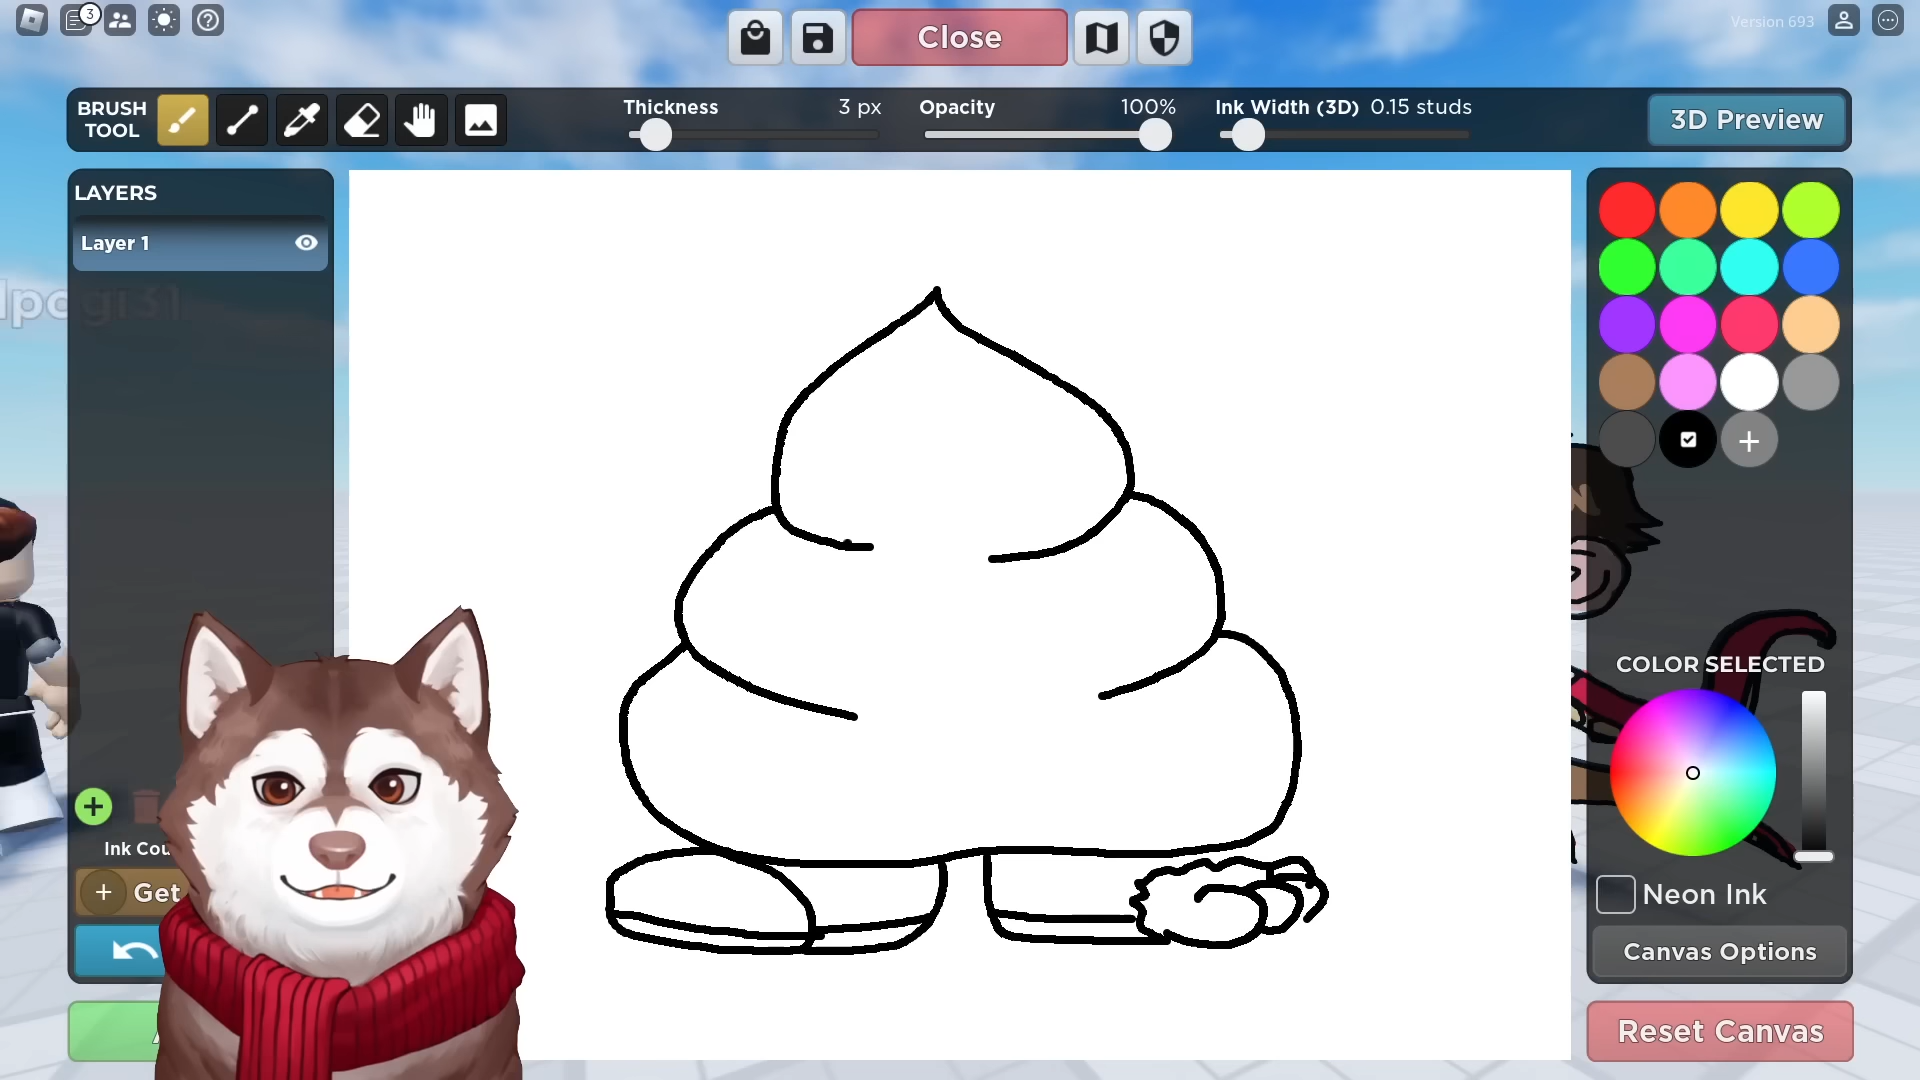 3
Close
Version 693
BRUSH
TOOL
Thickness 3 px
Opacity 100%
Ink Width (3D) 0.15 studs
3D Preview
LAYERS
Layer 1
COLOR SELECTED
Ink
Get
Neon Ink
Canvas Options
Reset Canvas